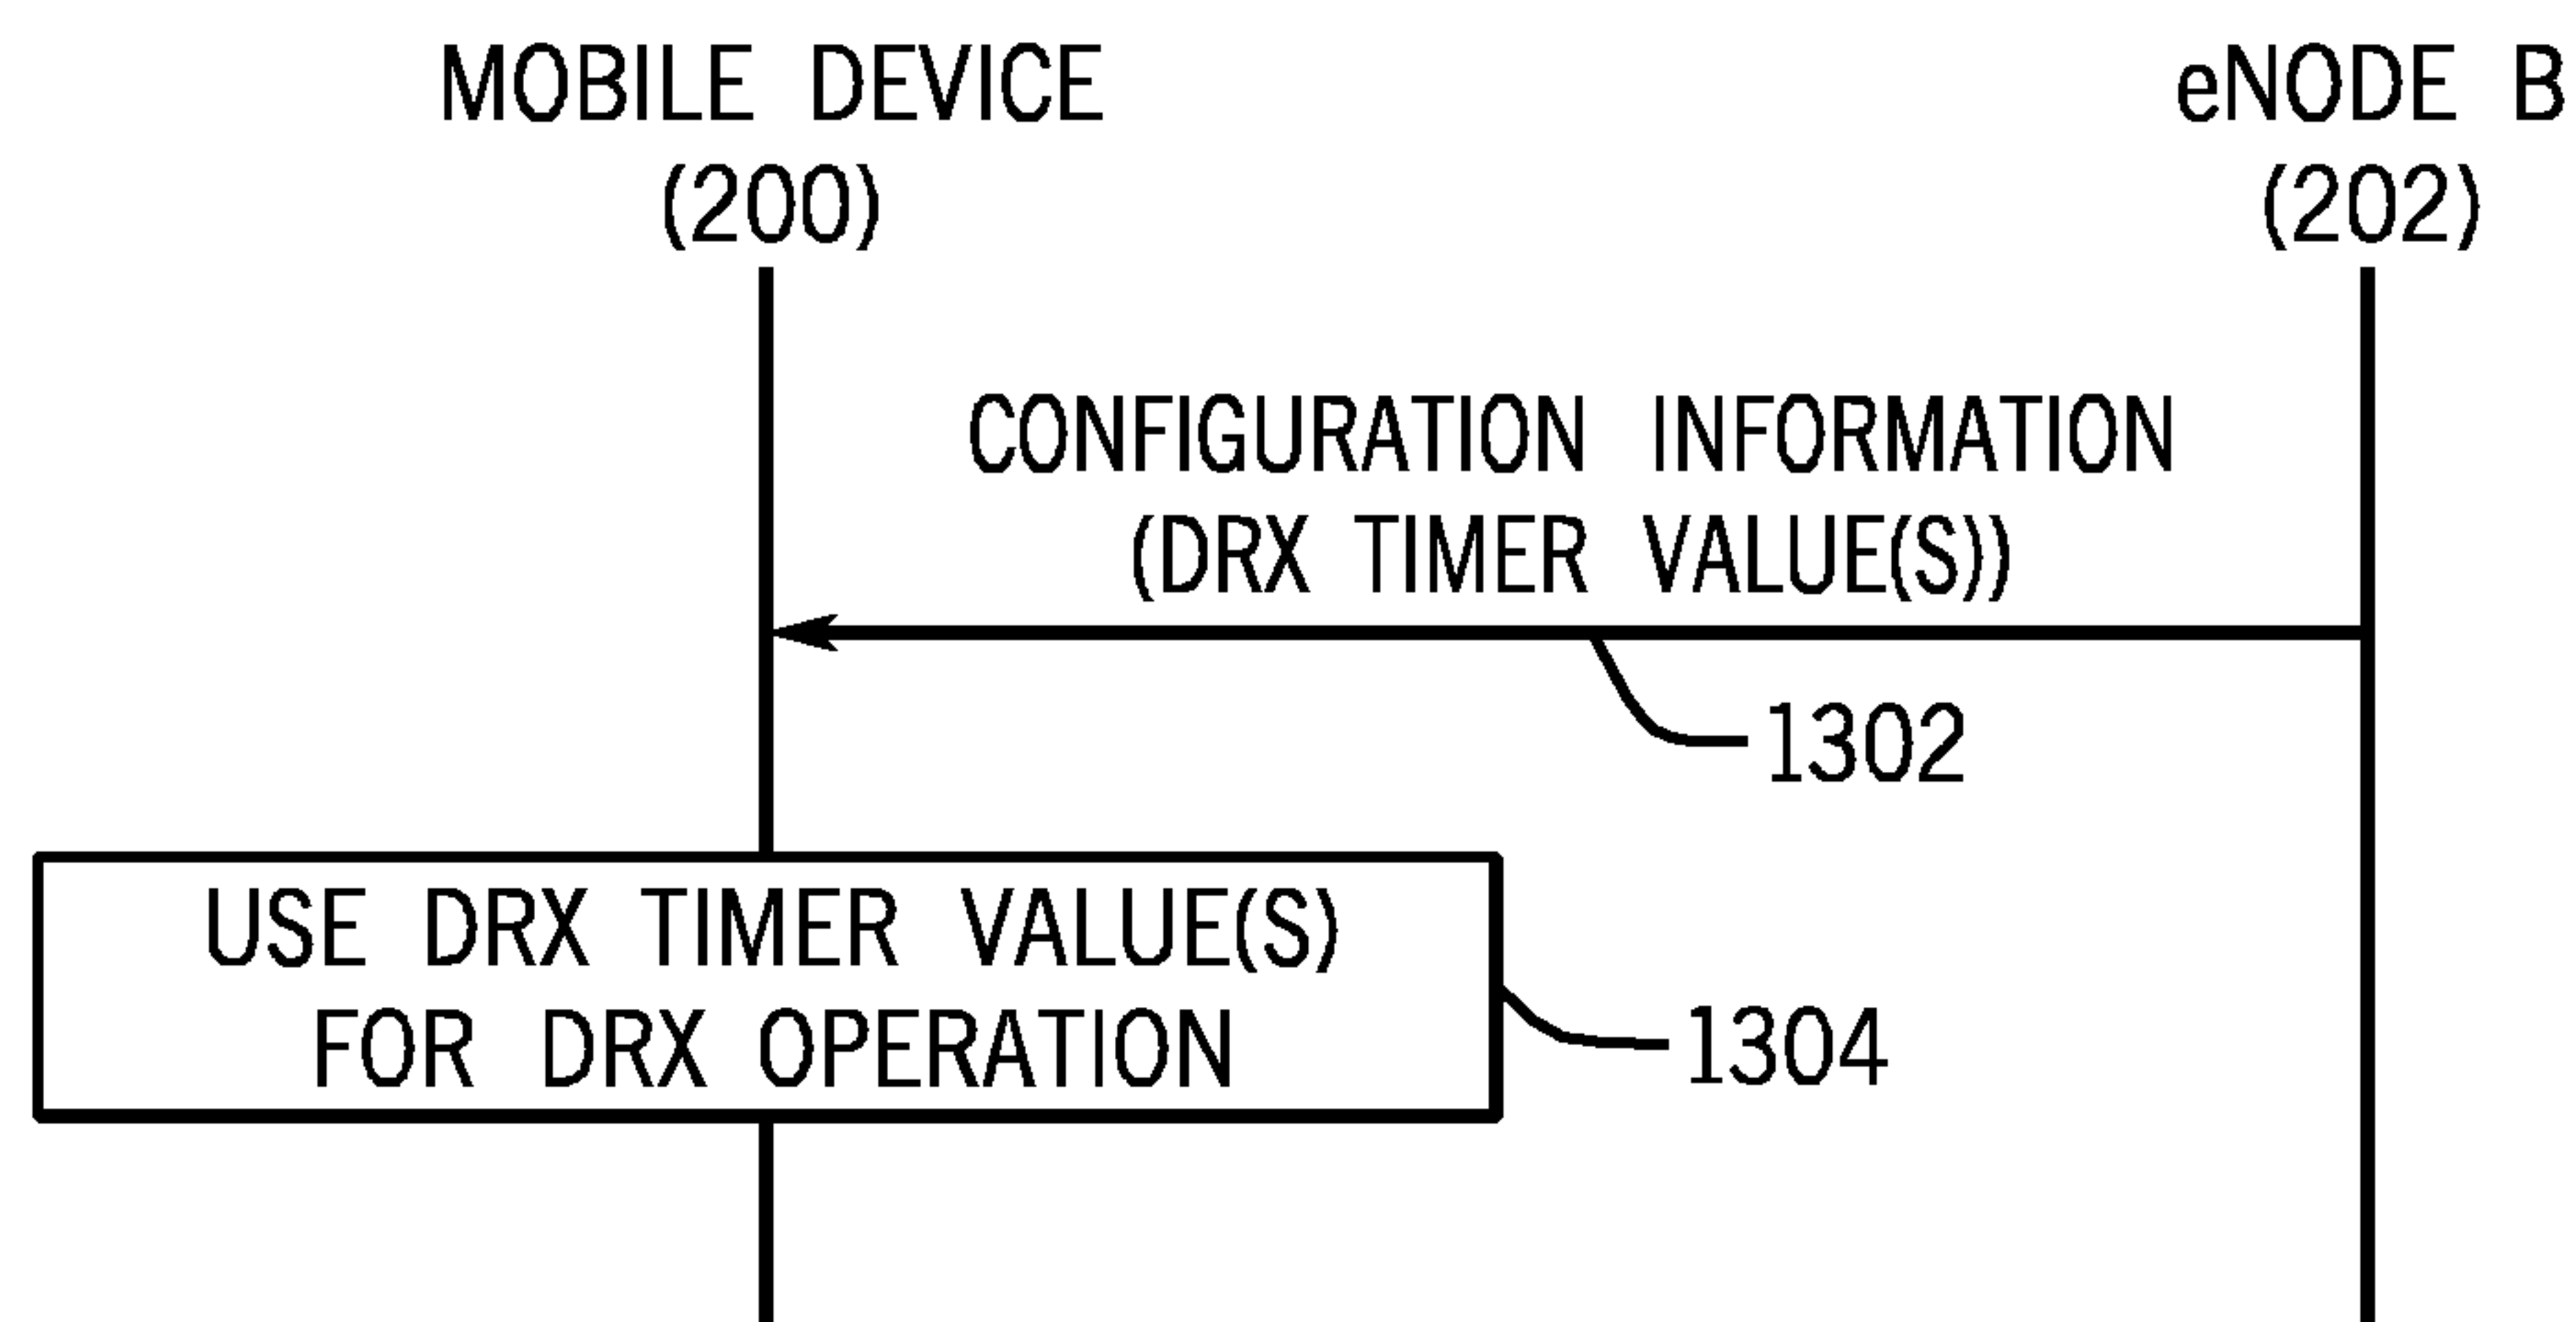 MOBILE DEVICE
(200)
eNODE B
(202)
CONFIGURATION INFORMATION
(DRX TIMER VALUE(S))
1302
USE DRX TIMER VALUE(S)
FOR DRX OPERATION
1304